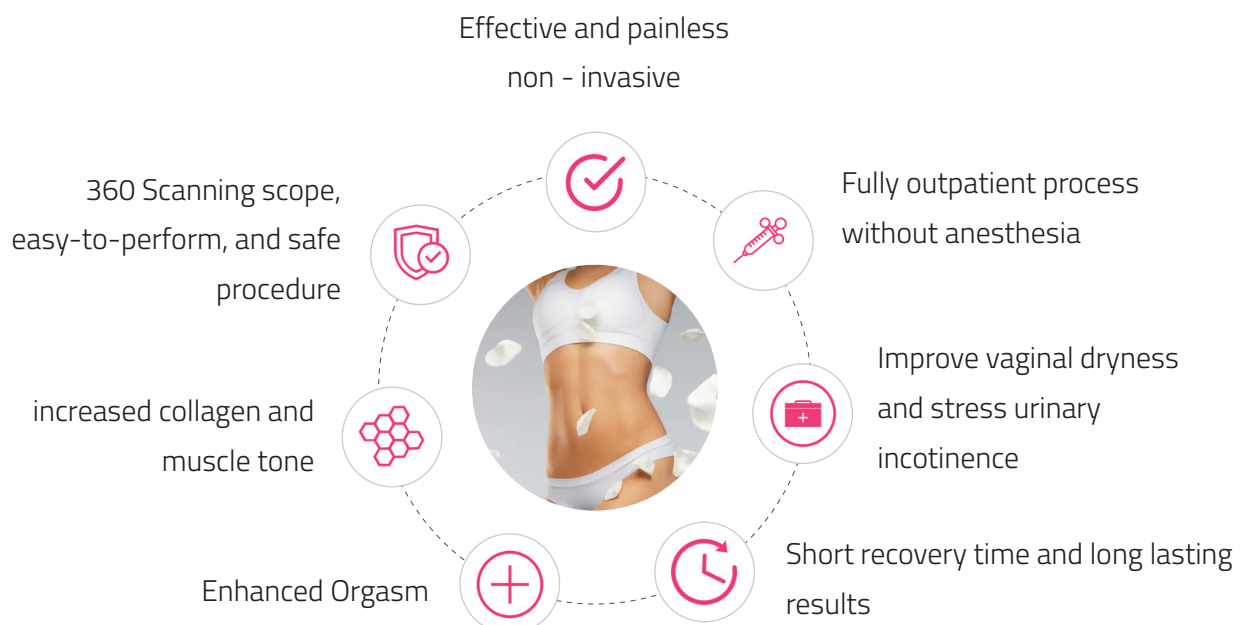 Effective and painless
non - invasive
Fully outpatient process
without anesthesia
Improve vaginal dryness
and stress urinary
incotinence
Short recovery time and long lasting
results
Enhanced Orgasm
increased collagen and
muscle tone
360 Scanning scope,
easy-to-perform, and safe
procedure